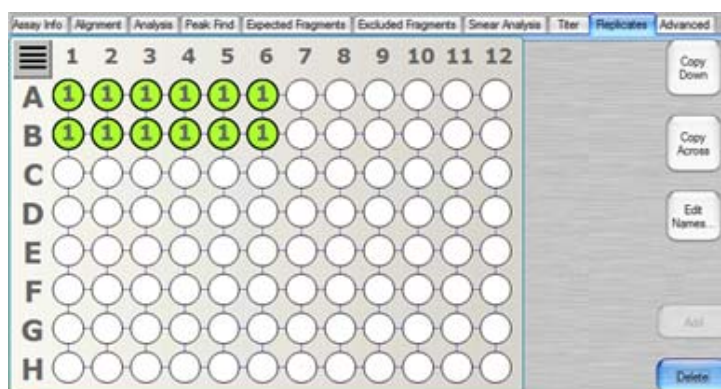 Assay Info Alignment Analysis Peak Find Expected Fragments Excluded Fragments Smear Analysis Titer Replicates Advanced
1 2 3 4 5 6 7 8 9 10 11 12
A 1 1 1 1 1 1
B 1 1 1 1 1 1
C
D
E
F
G
H
Copy
Down
Copy
Across
Edit
Names...
Add
Delete